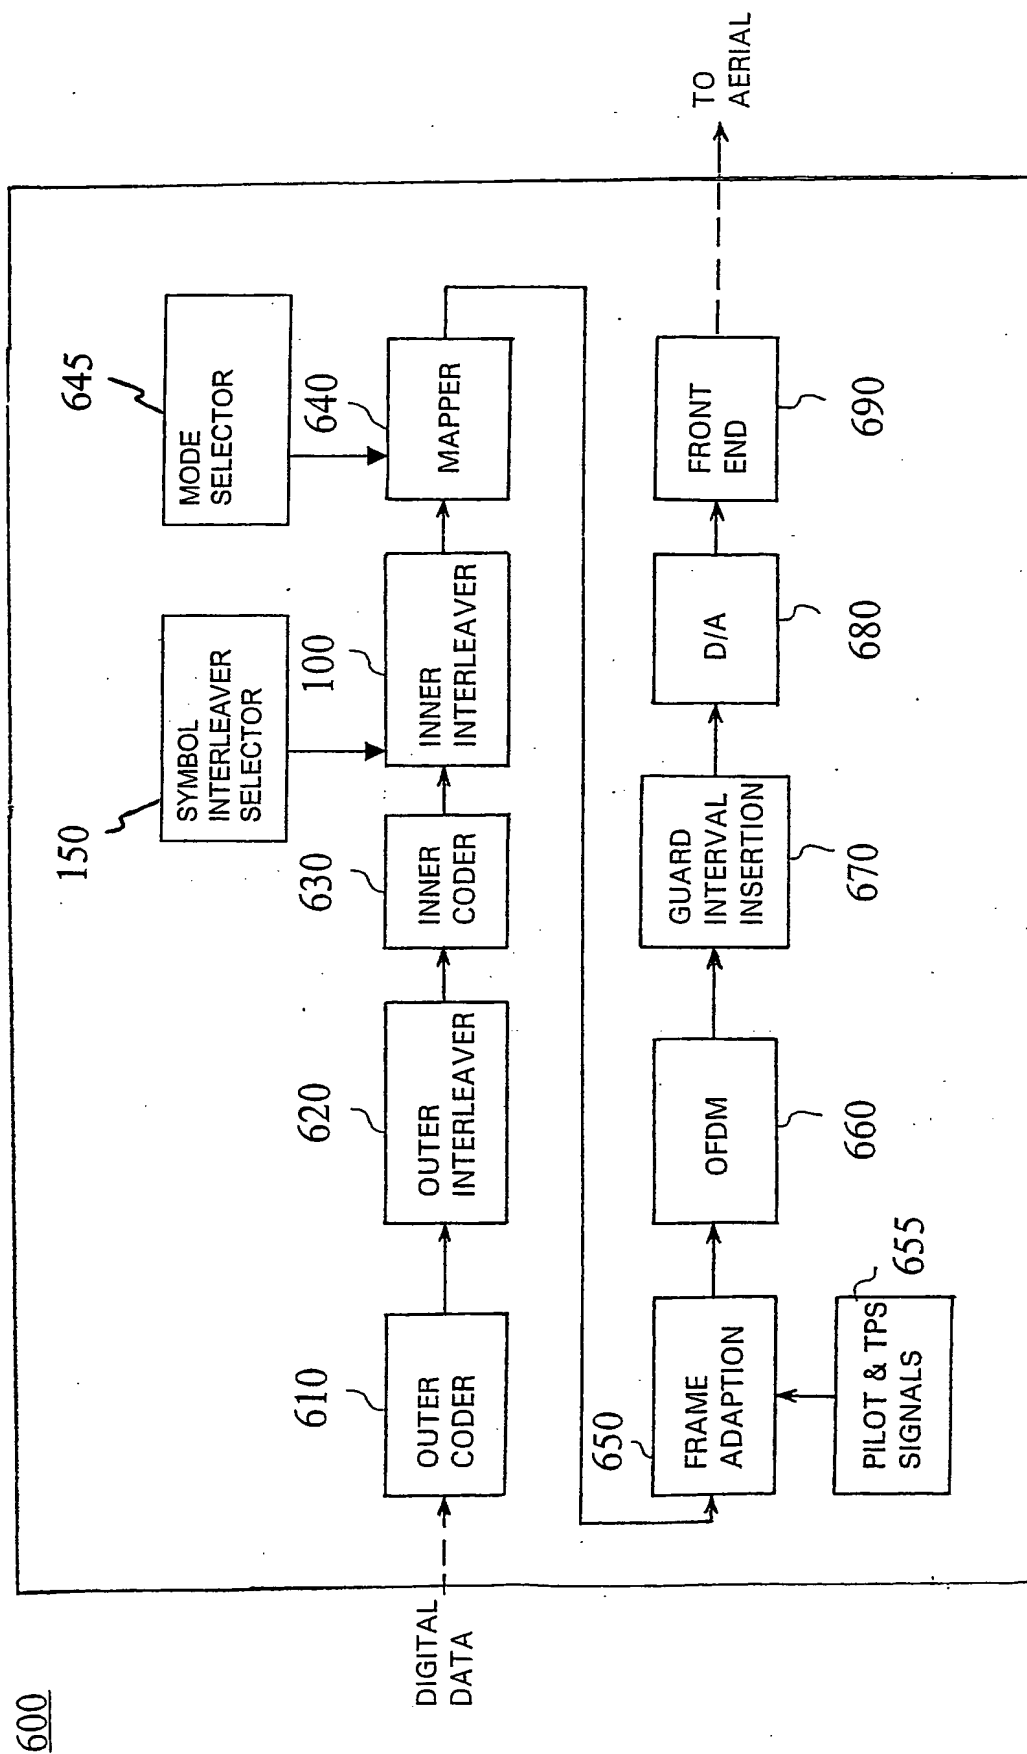 600
DIGITAL
DATA
610
OUTER
CODER
620
OUTER
INTERLEAVER
630
INNER
CODER
150
SYMBOL
INTERLEAVER
SELECTOR
100
INNER
INTERLEAVER
645
MODE
SELECTOR
640
MAPPER
650
FRAME
ADAPTION
655
PILOT & TPS
SIGNALS
OFDM
660
GUARD
INTERVAL
INSERTION
670
D/A
680
FRONT
END
690
TO
AERIAL